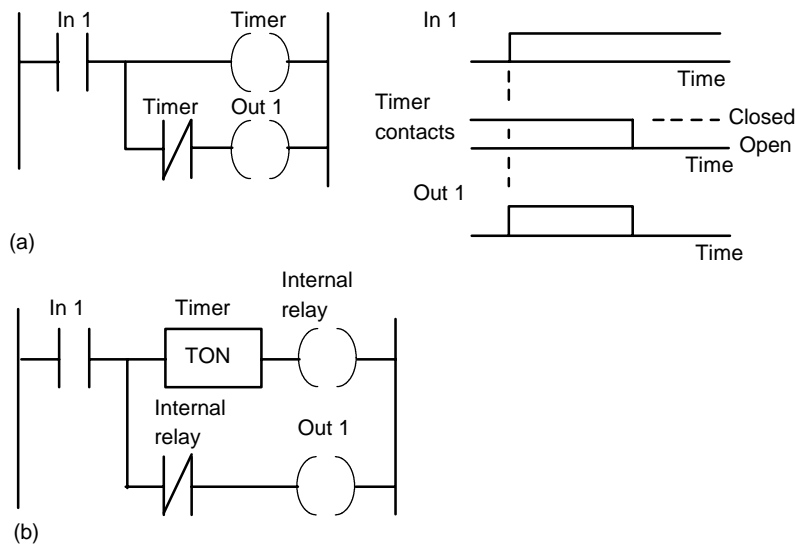 In 1
Timer
Timer
Out 1
(a)
In 1
Time
Timer
contacts
Closed
Open
Time
Out 1
Time
In 1
Timer
Internal
relay
TON
Internal
relay
Out 1
(b)